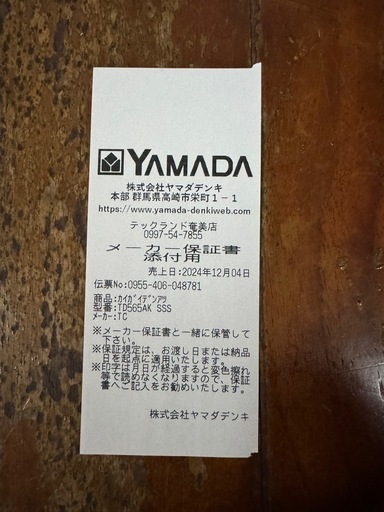 YAMADA
株式会社ヤマダデンキ
本部 群馬県高崎市栄町1-1
https://www.yamada-denkiweb.com
テックランド奄美店
0997-54-7855
メーカー保証書
添付用
売上日:2024年12月04日
伝票No:0955-406-048781
商品:ｶｲｶﾞｲﾃﾞﾝｱﾂ
型番:TD565AK SSS
ﾒｰｶｰ:TC
※メーカー保証書と一緒に保管して
下さい。
※保証規定は、お渡し日または納品
日を起点に適用いたします。
※印字は月日が経過すると変色擦れ
等で読めなくなりますので、保証
書へご記入をお勧めいたします。
株式会社ヤマダデンキ